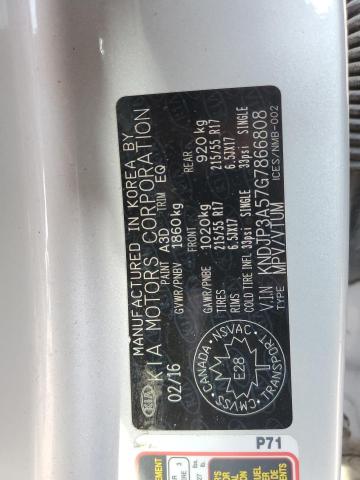 KIA
MANUFACTURED IN KOREA BY
KIA MOTORS CORPORATION
02/16 PAINT A3D TRIM EQ
GVWR/PNBV 1860kg
FRONT REAR
GAWR/PNBE 1020kg 920kg
TIRES 215/55 R17 215/55 R17
RIMS 6.5JX17 6.5JX17
COLD TIRE INFL 33psi SINGLE 33psi SINGLE
VIN KNDJP3A57G7866808
TYPE MPV/VTUM ICES/NMB-002
CANADA
NSVAC
TRANSPORT
CMVSS
E28
P71